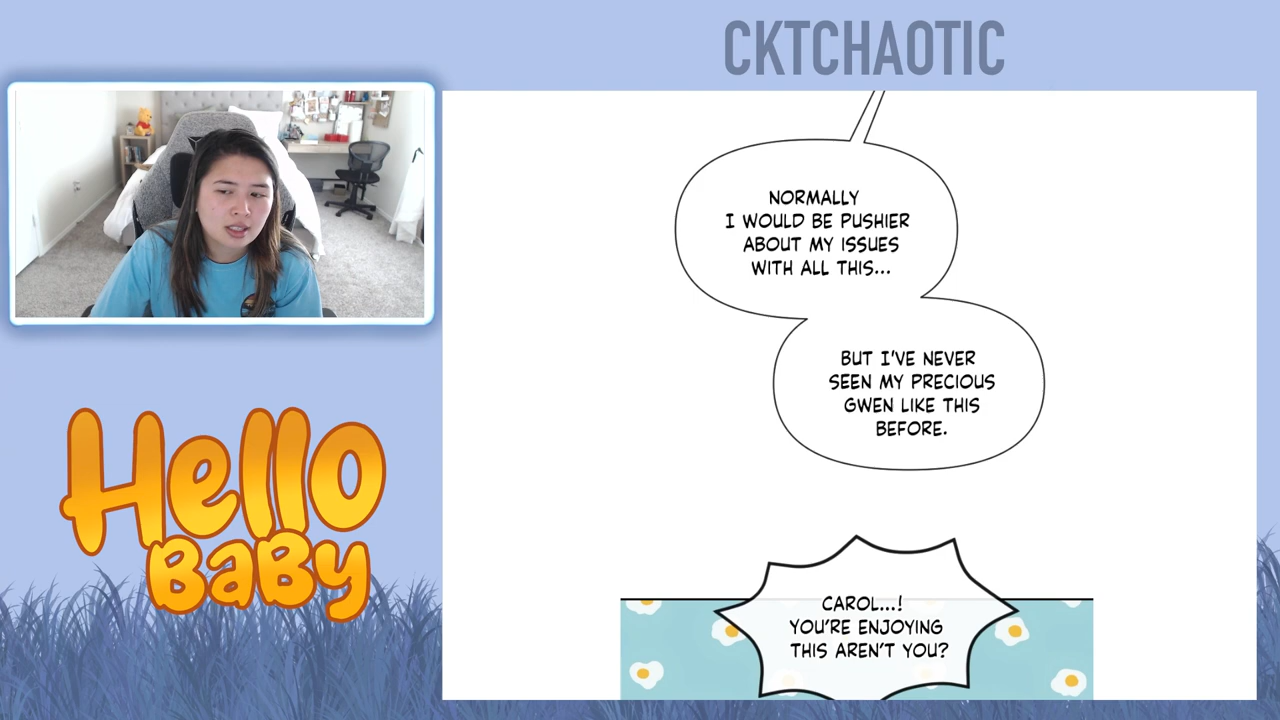 CKTCHAOTIC
NORMALLY
I WOULD BE PUSHIER
ABOUT MY ISSUES
WITH ALL THIS...
BUT I'VE NEVER
SEEN MY PRECIOUS
GWEN LIKE THIS
BEFORE.
Hello
BaBy
CAROL...!
YOU'RE ENJOYING
THIS AREN'T YOU?